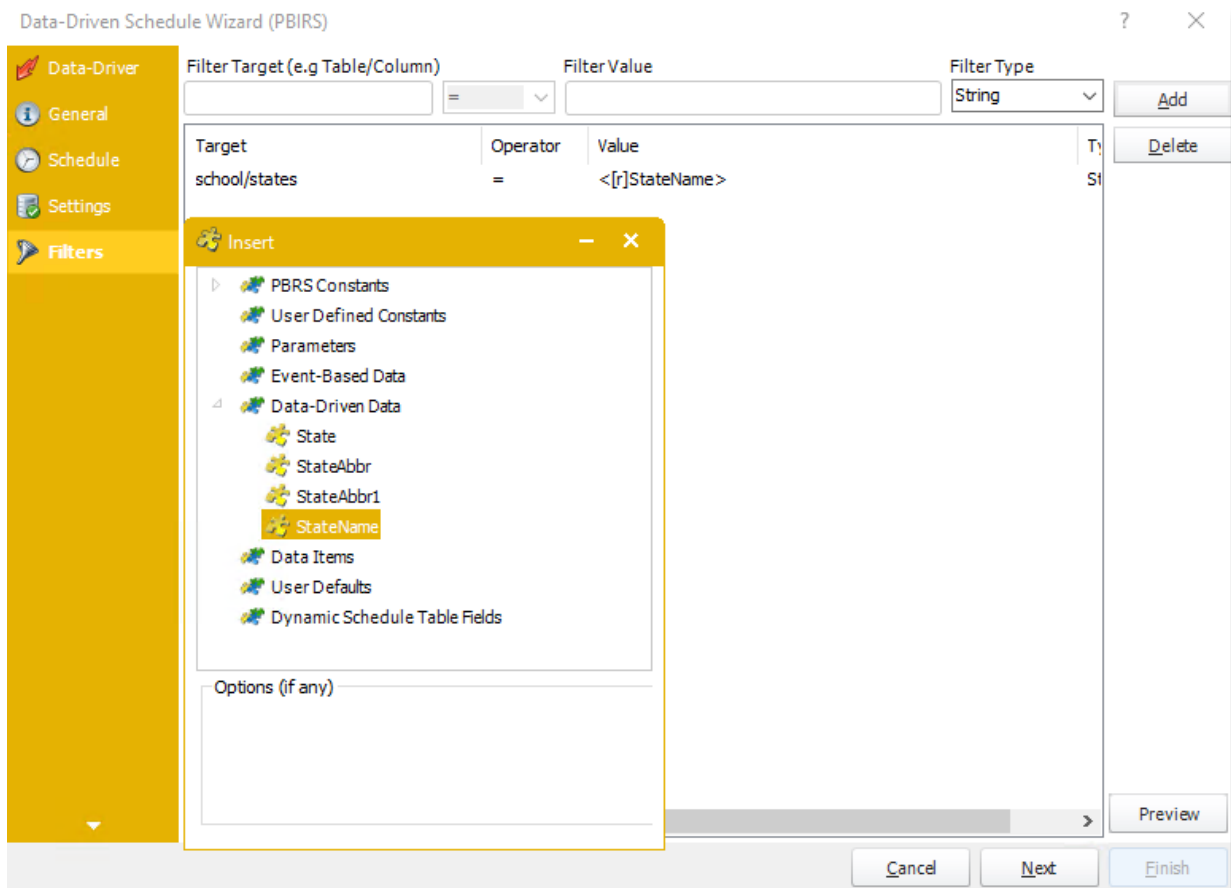 Data-Driven Schedule Wizard (PBIRS)
?
Data-Driver
General
Schedule
Settings
Filters
Filter Target (e.g Table/Column)
Filter Value
Filter Type
=
String
Add
Delete
Target Operator Value Ty
school/states = <[r]StateName> St
Insert
PBRS Constants
User Defined Constants
Parameters
Event-Based Data
Data-Driven Data
State
StateAbbr
StateAbbr1
StateName
Data Items
User Defaults
Dynamic Schedule Table Fields
Options (if any)
Preview
Cancel
Next
Finish